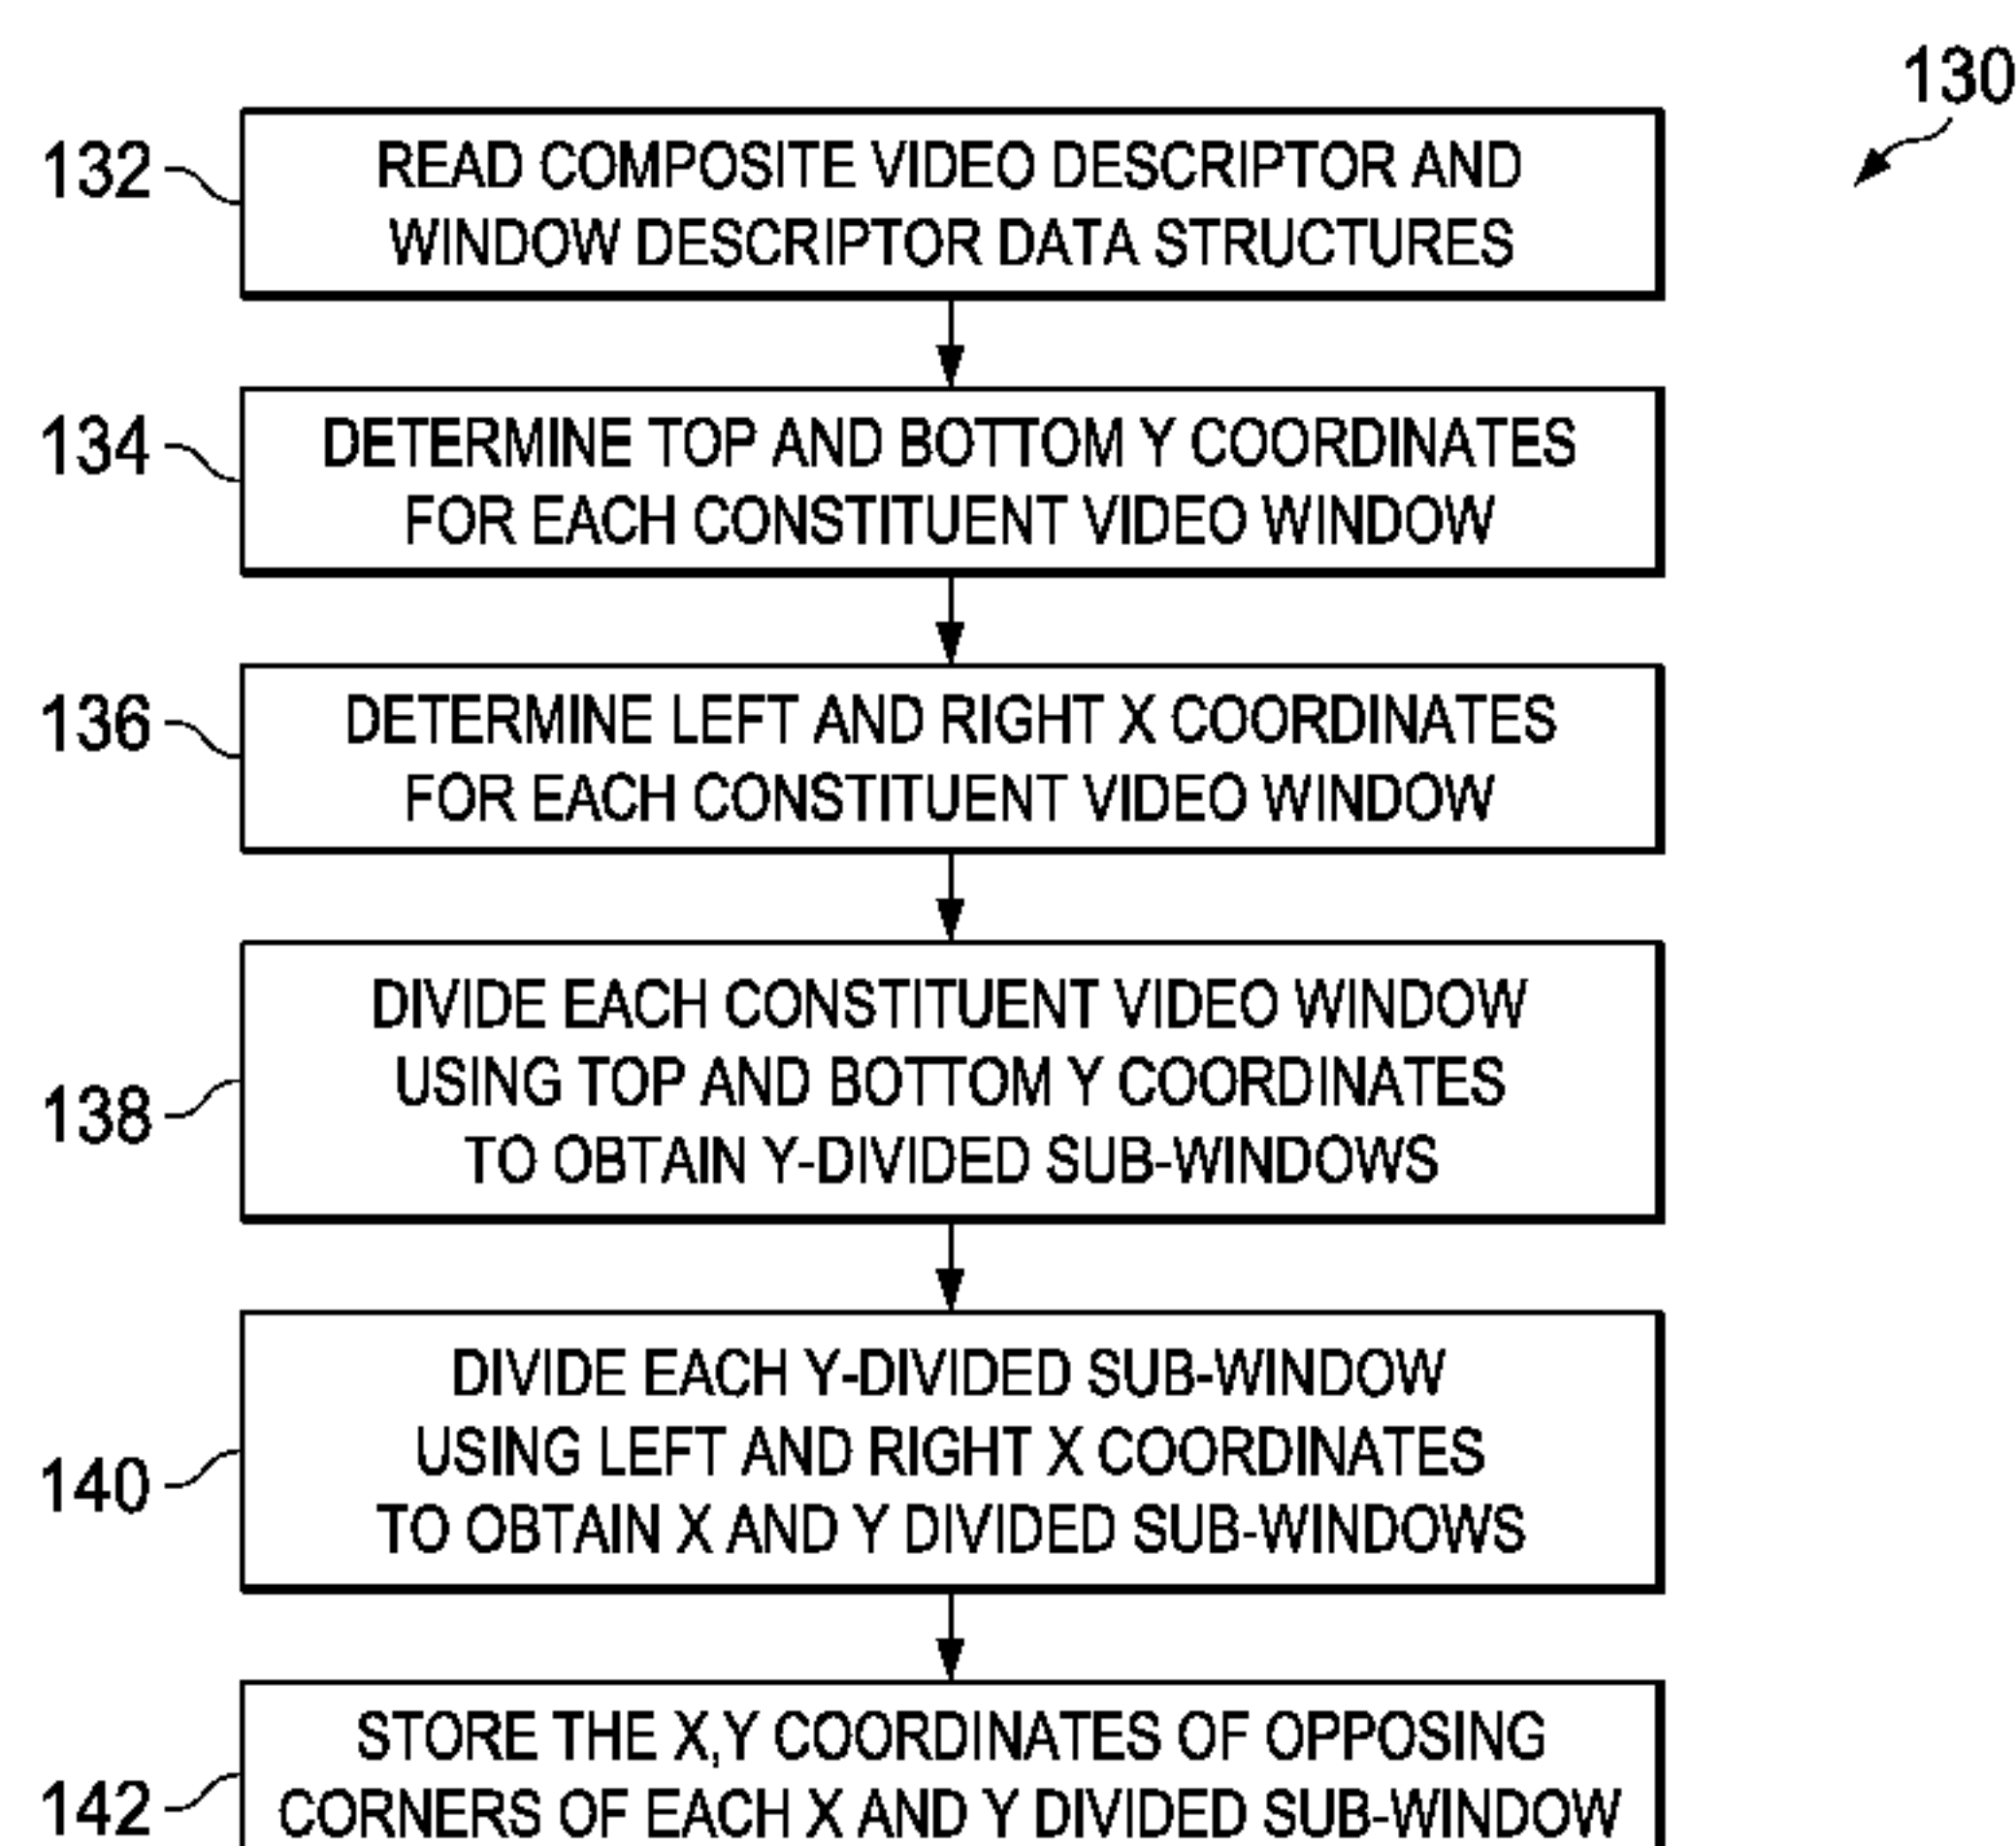 130
132
READ COMPOSITE VIDEO DESCRIPTOR AND
WINDOW DESCRIPTOR DATA STRUCTURES
134
DETERMINE TOP AND BOTTOM Y COORDINATES
FOR EACH CONSTITUENT VIDEO WINDOW
136
DETERMINE LEFT AND RIGHT X COORDINATES
FOR EACH CONSTITUENT VIDEO WINDOW
138
DIVIDE EACH CONSTITUENT VIDEO WINDOW
USING TOP AND BOTTOM Y COORDINATES
TO OBTAIN Y-DIVIDED SUB-WINDOWS
140
DIVIDE EACH Y-DIVIDED SUB-WINDOW
USING LEFT AND RIGHT X COORDINATES
TO OBTAIN X AND Y DIVIDED SUB-WINDOWS
142
STORE THE X,Y COORDINATES OF OPPOSING
CORNERS OF EACH X AND Y DIVIDED SUB-WINDOW